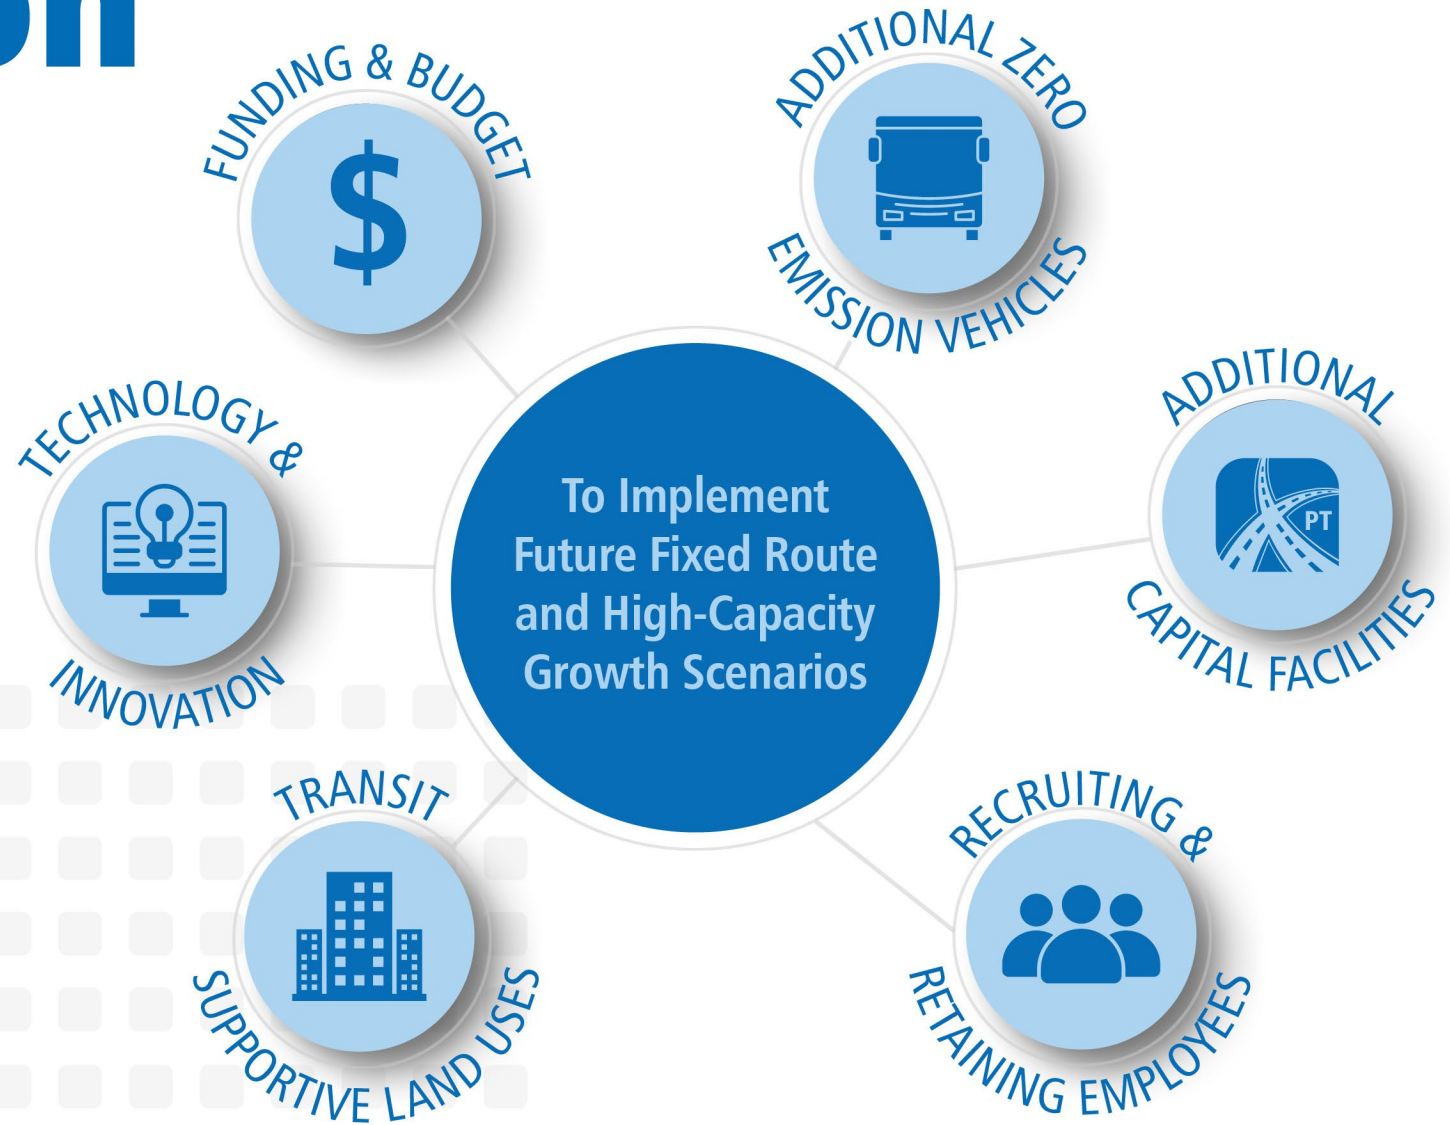 on
FUNDING & BUDGET
$
ADDITIONAL ZERO
EMISSION VEHICLES
TECHNOLOGY &
INNOVATION
To Implement
Future Fixed Route
and High-Capacity
Growth Scenarios
ADDITIONAL
PT
CAPITAL FACILITIES
TRANSIT
SUPPORTIVE LAND USES
RECRUITING &
RETAINING EMPLOYEES